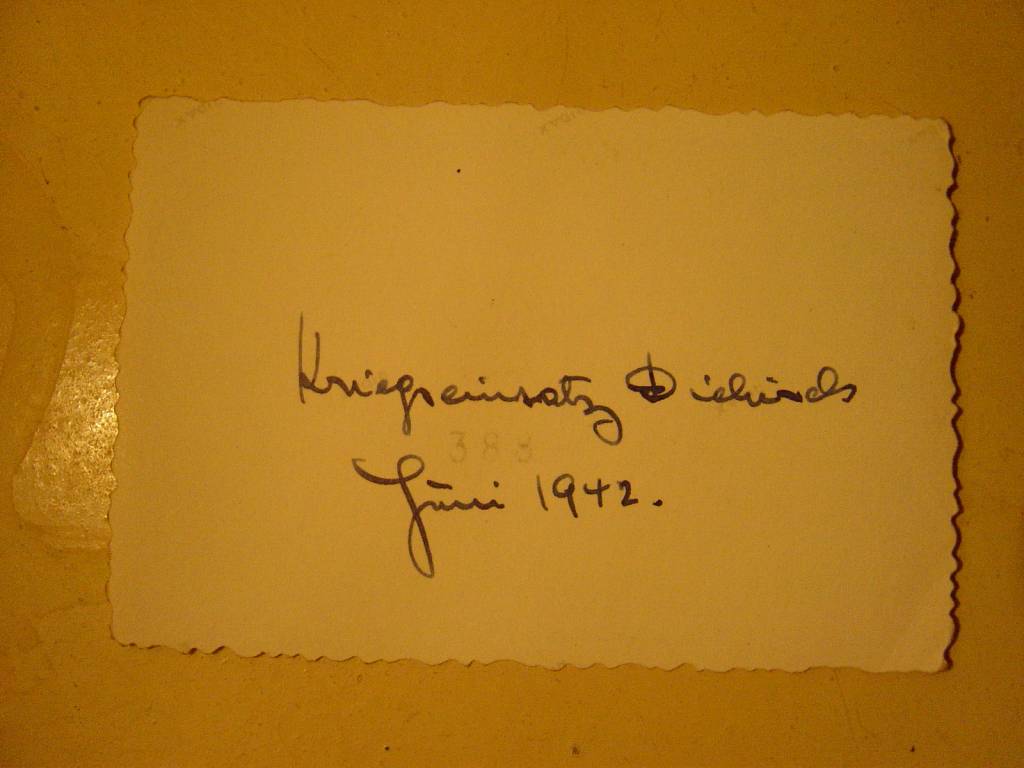 Kriegseinsatz
388
Juni 1942.